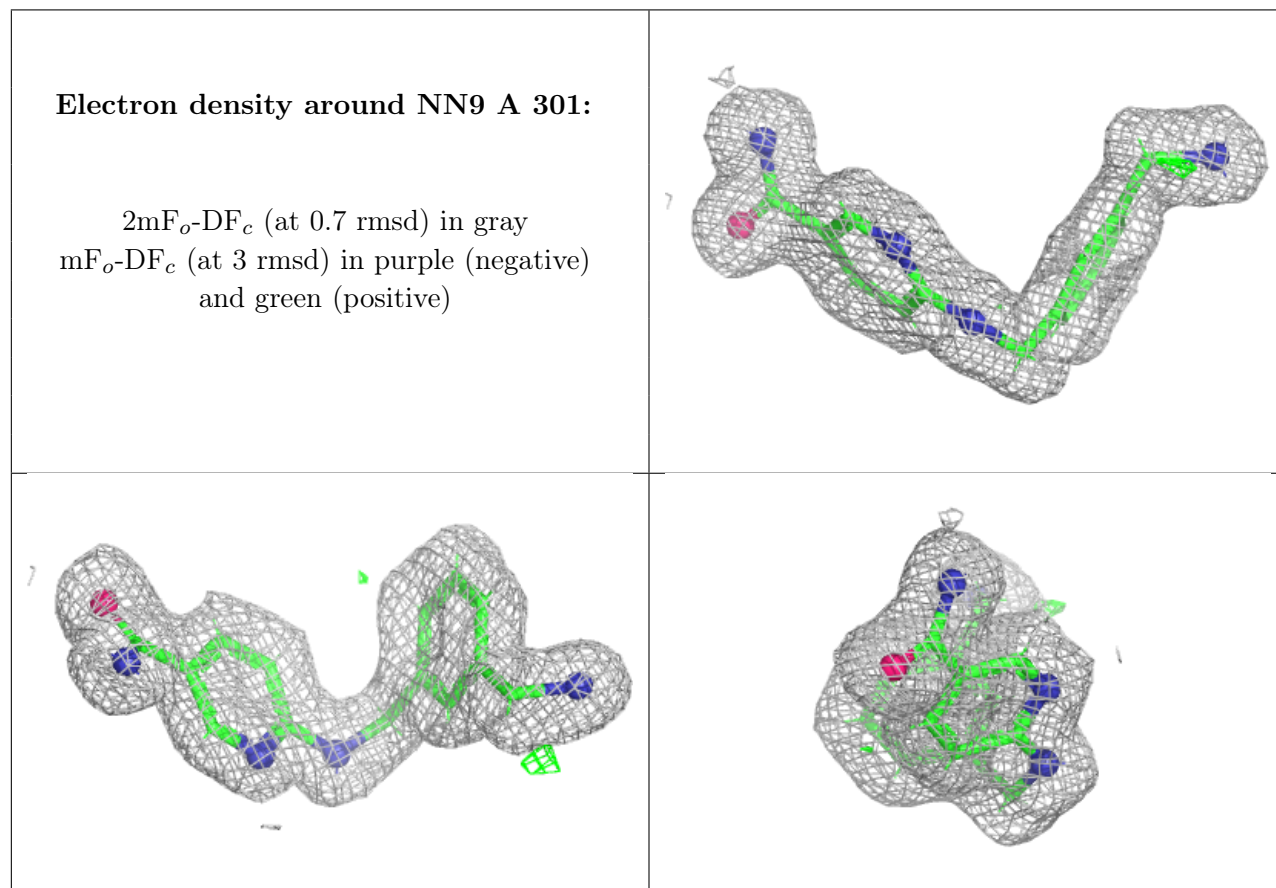 Electron density around NN9 A 301:
2mFo-DFc (at 0.7 rmsd) in gray
mFo-DFc (at 3 rmsd) in purple (negative)
and green (positive)